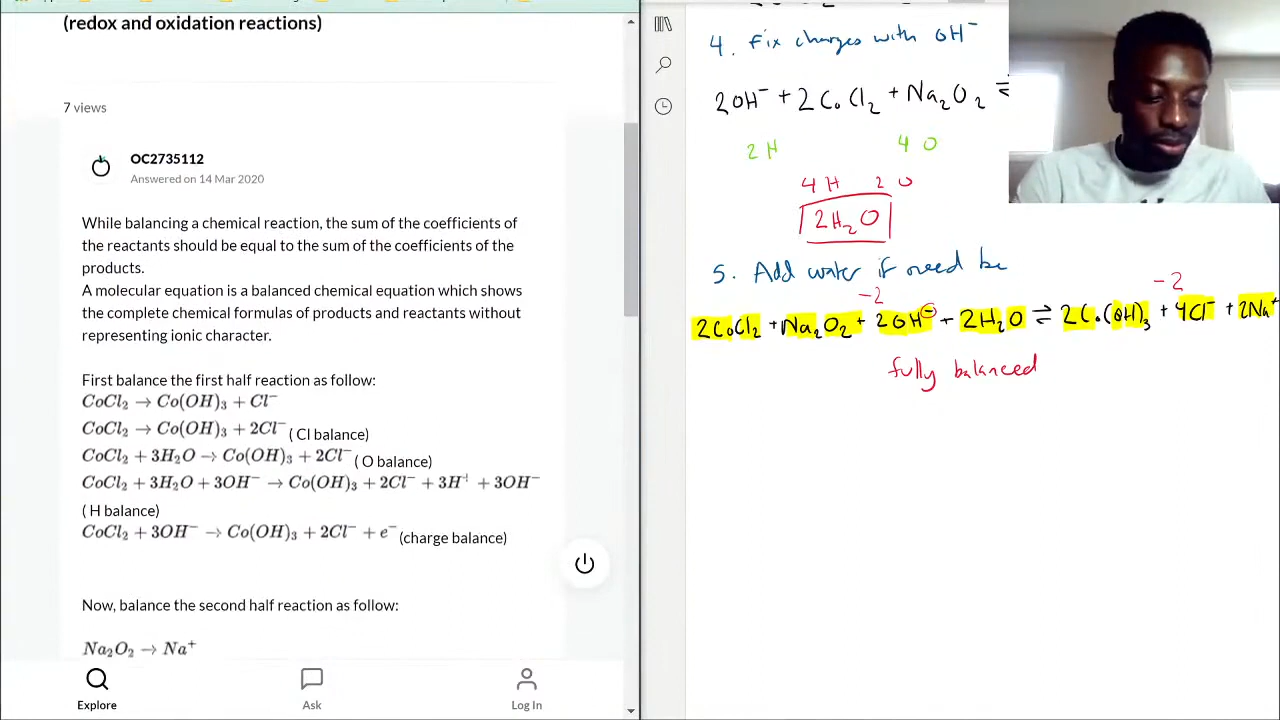 (redox and oxidation reactions)
7 views
OC2735112
Answered on 14 Mar 2020
While balancing a chemical reaction, the sum of the coefficients of
the reactants should be equal to the sum of the coefficients of the
products.
A molecular equation is a balanced chemical equation which shows
the complete chemical formulas of products and reactants without
representing ionic character.
First balance the first half reaction as follow:
CoCl₂ → Co(OH)₃ + Cl⁻
CoCl₂ → Co(OH)₃ + 2Cl⁻ ( Cl balance)
CoCl₂ + 3H₂O → Co(OH)₃ + 2Cl⁻ ( O balance)
CoCl₂ + 3H₂O + 3OH⁻ → Co(OH)₃ + 2Cl⁻ + 3H⁺ + 3OH⁻
( H balance)
CoCl₂ + 3OH⁻ → Co(OH)₃ + 2Cl⁻ + e⁻ (charge balance)
Now, balance the second half reaction as follow:
Na₂O₂ → Na⁺
Explore
Ask
Log In
4. Fix charges with OH⁻
2OH⁻ + 2CoCl₂ + Na₂O₂ ⇌
2 H 4 O
4 H 2 O
2H₂O
5. Add water if need be
-2 -2
2CoCl₂ + Na₂O₂ + 2OH⁻ + 2H₂O ⇌ 2Co(OH)₃ + 4Cl⁻ + 2Na⁺
fully balanced